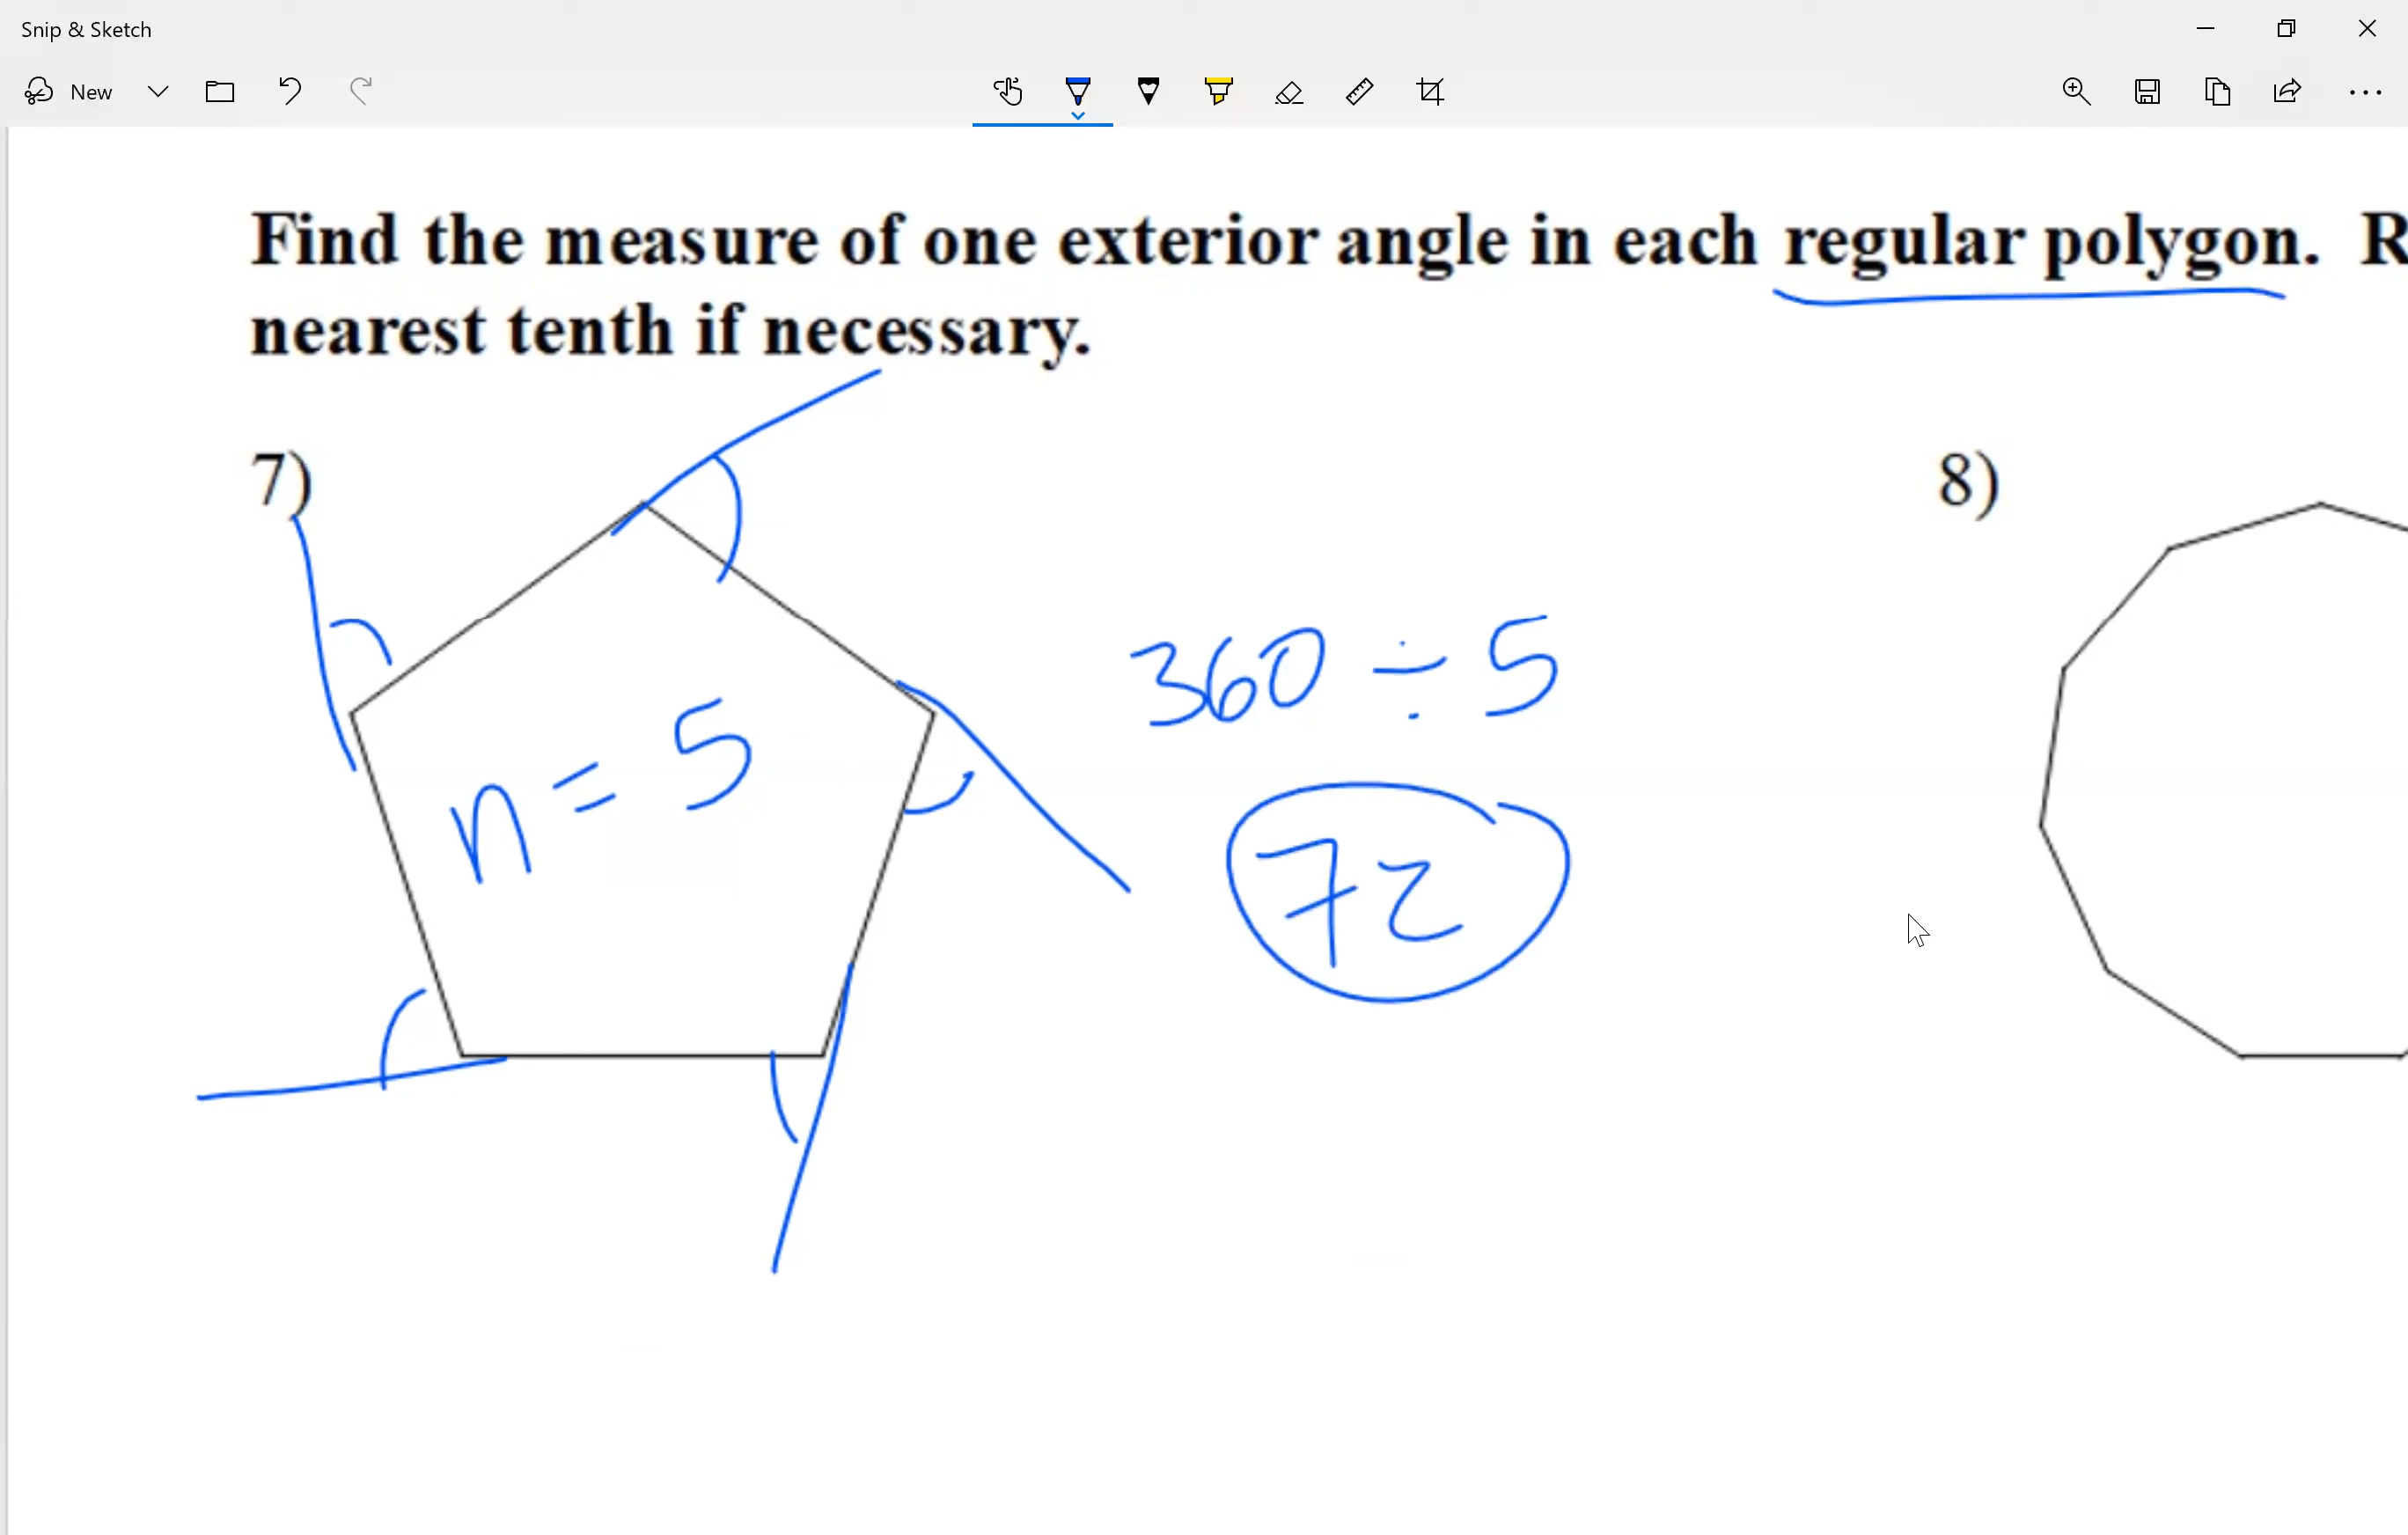 Snip & Sketch
New
Find the measure of one exterior angle in each regular polygon. R
nearest tenth if necessary.
7)
8)
n = 5
360 ÷ 5
72